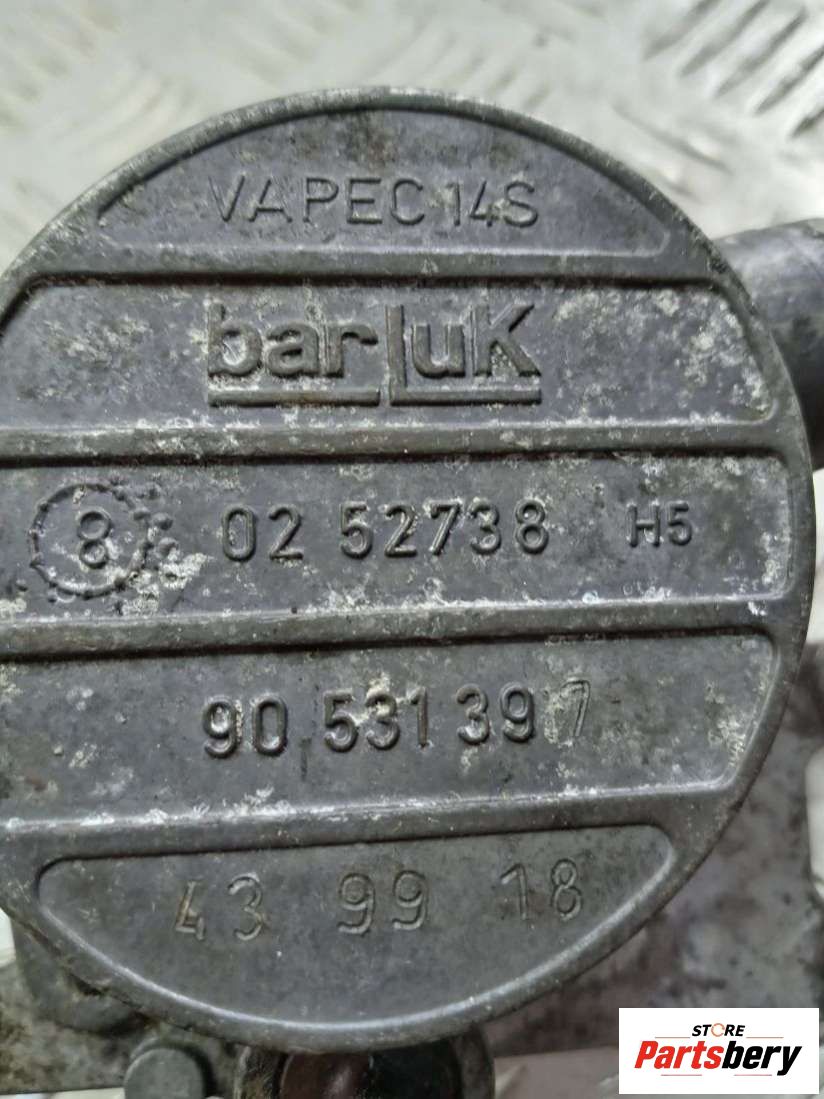 VAPEC 14S
barLuK
8 02 52738 H5
90 531 397
43 99 18
STORE
Partsbery